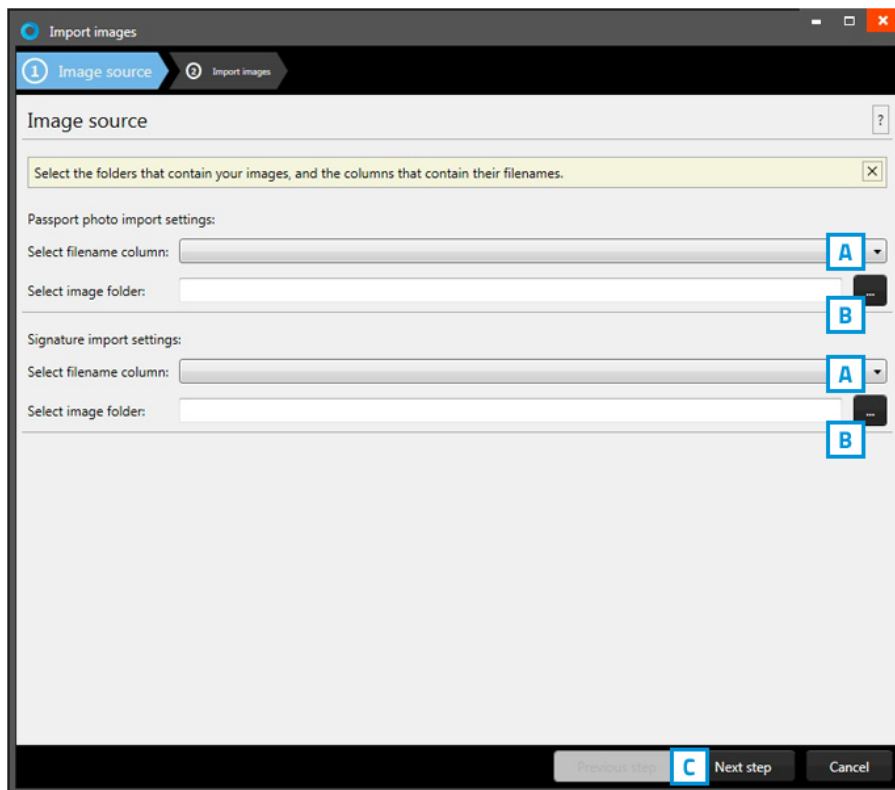 Import images
1 Image source 2 Import images
Image source ?
Select the folders that contain your images, and the columns that contain their filenames.
Passport photo import settings:
Select filename column: A
Select image folder: ...
B
Signature import settings:
Select filename column: A
Select image folder: ...
B
Previous step C Next step Cancel